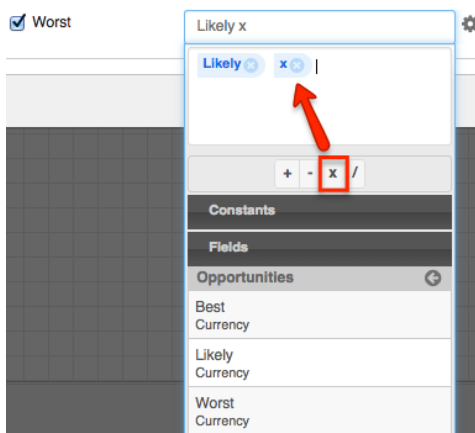 Worst
Likely x
Likely x
+ - x /
Constants
Fields
Opportunities
Best
Currency
Likely
Currency
Worst
Currency